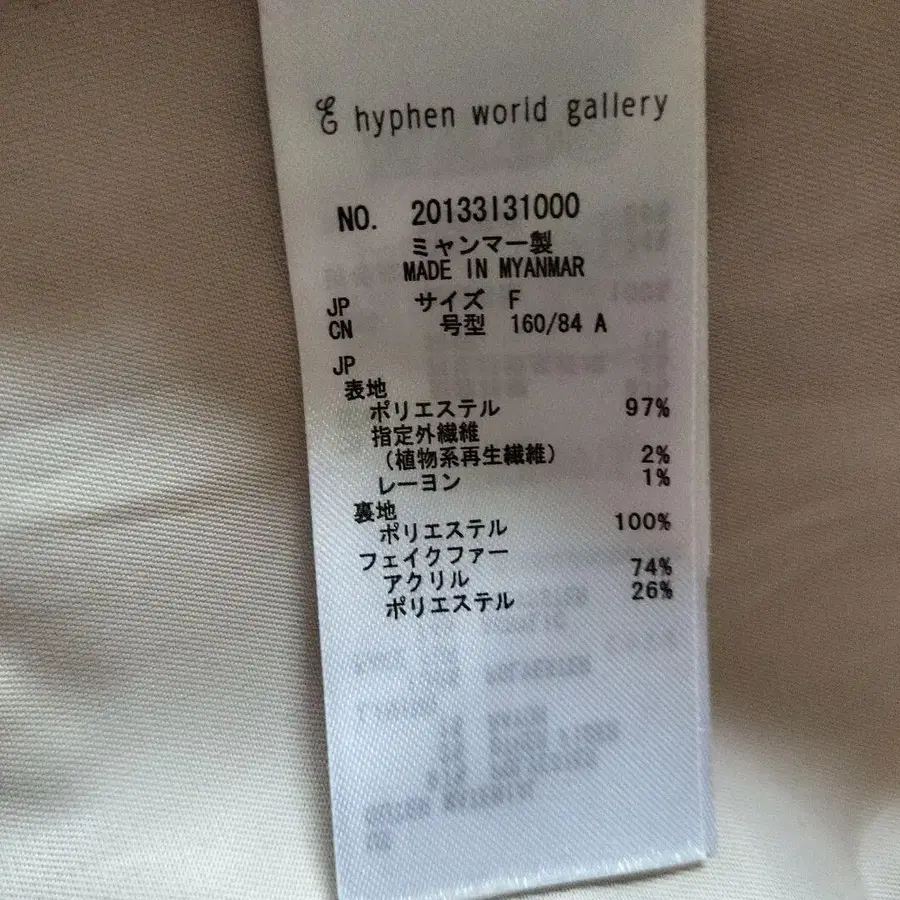 E hyphen world gallery
NO. 20133131000
ミャンマー製
MADE IN MYANMAR
JP サイズ F
CN 号型 160/84 A
JP
表地
ポリエステル 97%
指定外繊維
(植物系再生繊維) 2%
レーヨン 1%
裏地
ポリエステル 100%
フェイクファー
アクリル 74%
ポリエステル 26%